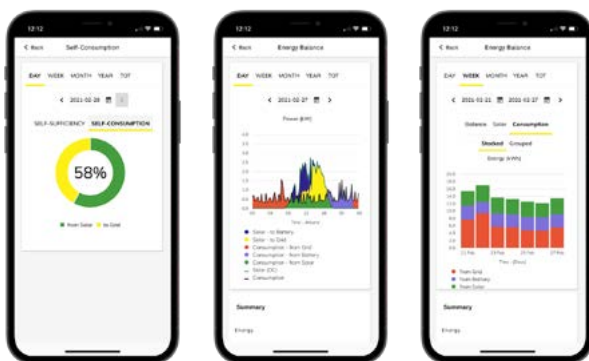 12:12
Back Self-Consumption
DAY WEEK MONTH YEAR TOT
2021-02-28
SELF-SUFFICIENCY SELF-CONSUMPTION
58%
from Solar to Grid
12:12
Back Energy Balance
DAY WEEK MONTH YEAR TOT
2021-02-27
Power [kW]
Time - [Hours]
Solar - to Battery
Solar - to Grid
Consumption - from Grid
Consumption - from Battery
Consumption - from Solar
Solar (DC)
Consumption
Summary
Energy
12:12
Back Energy Balance
DAY WEEK MONTH YEAR TOT
2021-02-21 2021-02-27
Balance Solar Consumption
Stacked Grouped
Energy [kWh]
Time - [Days]
from Grid
from Battery
from Solar
Summary
Energy